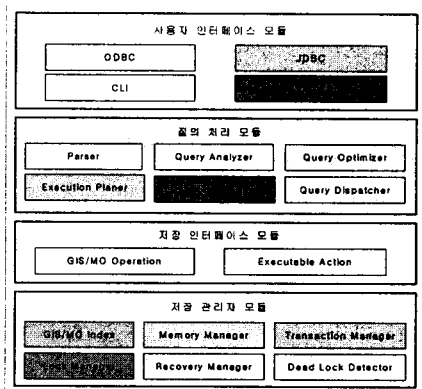 사용자 인터페이스 모듈
ODBC
JDBC
CLI
질의 처리 모듈
Parser
Query Analyzer
Query Optimizer
Execution Planer
Query Dispatcher
저장 인터페이스 모듈
GIS/MO Operation
Executable Action
저장 관리자 모듈
GIS/MO Index
Memory Manager
Transaction Manager
Recovery Manager
Dead Lock Detector